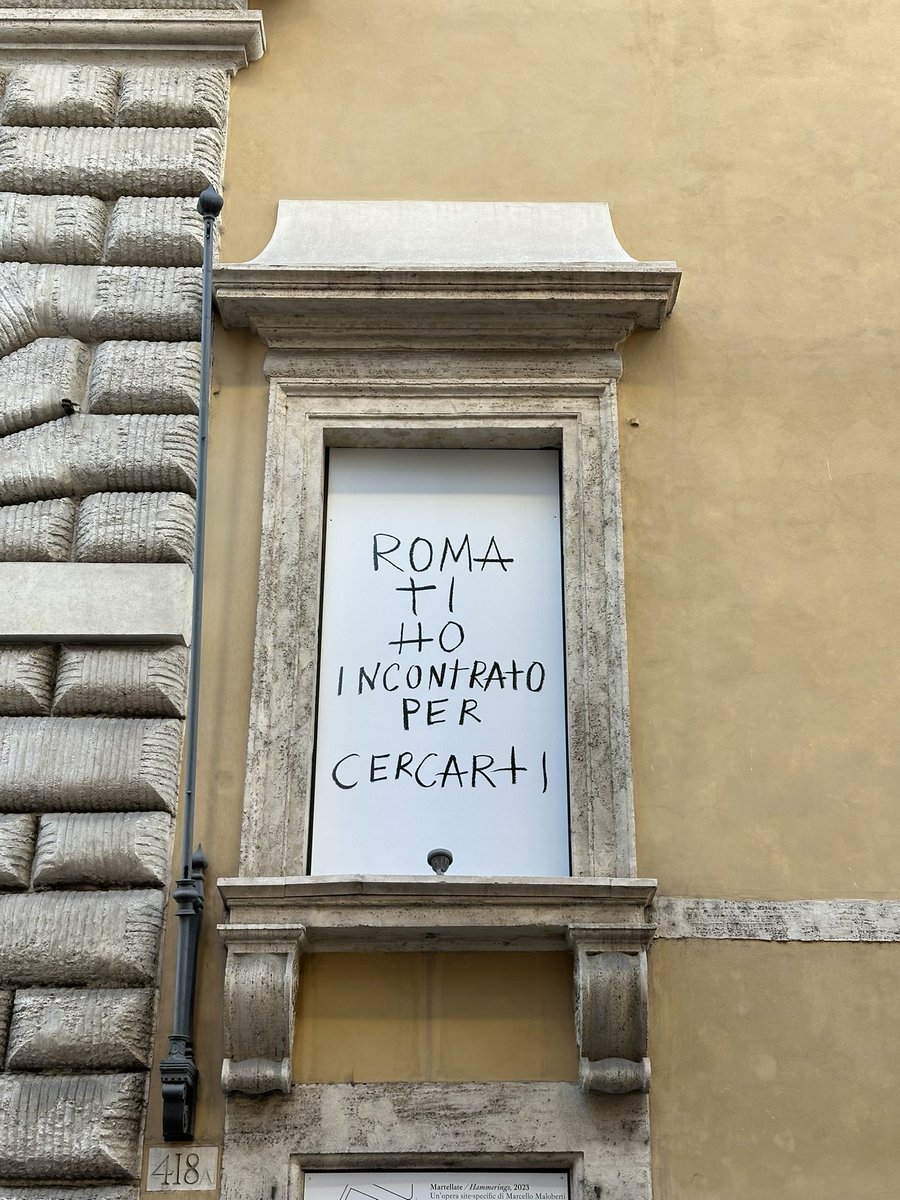 ROMA
TI
HO
INCONTRATO
PER
CERCARTI
418A
Martellate / Hammerings, 2023
Un'opera site-specific di Marcello Maloberti